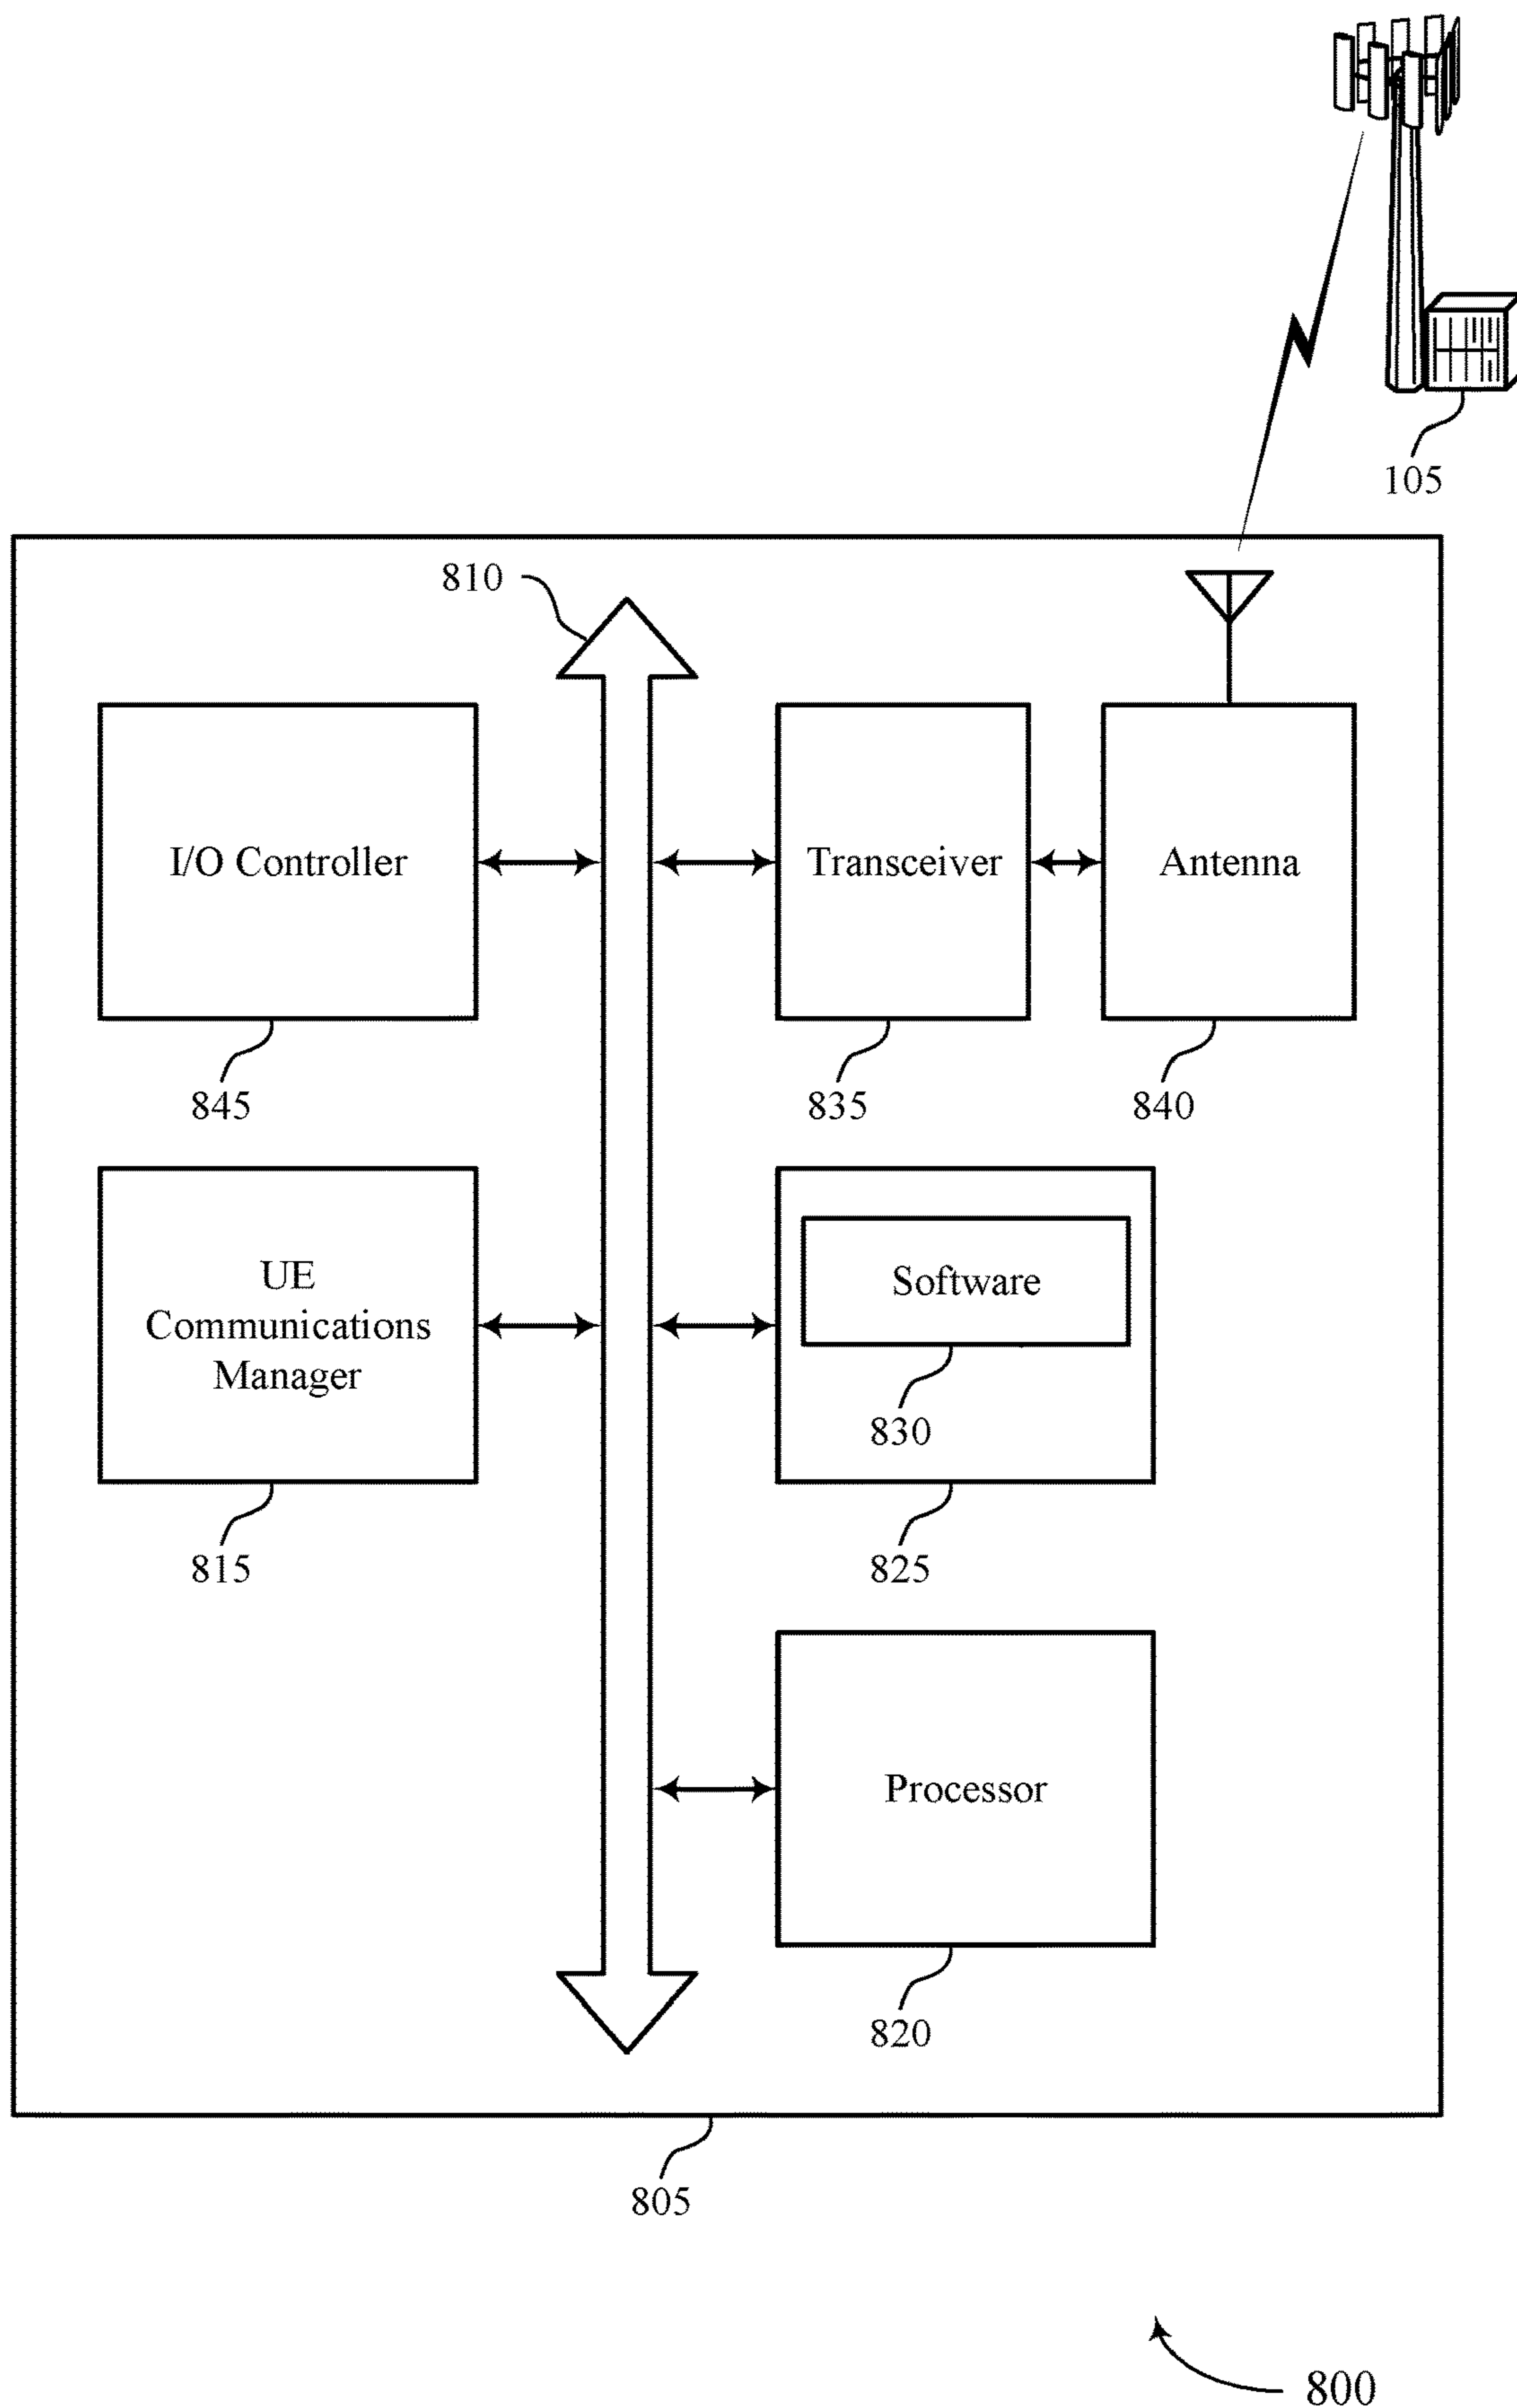 105
810
I/O Controller
Transceiver
Antenna
845
835
840
UE
Communications
Manager
Software
830
815
825
Processor
820
805
800